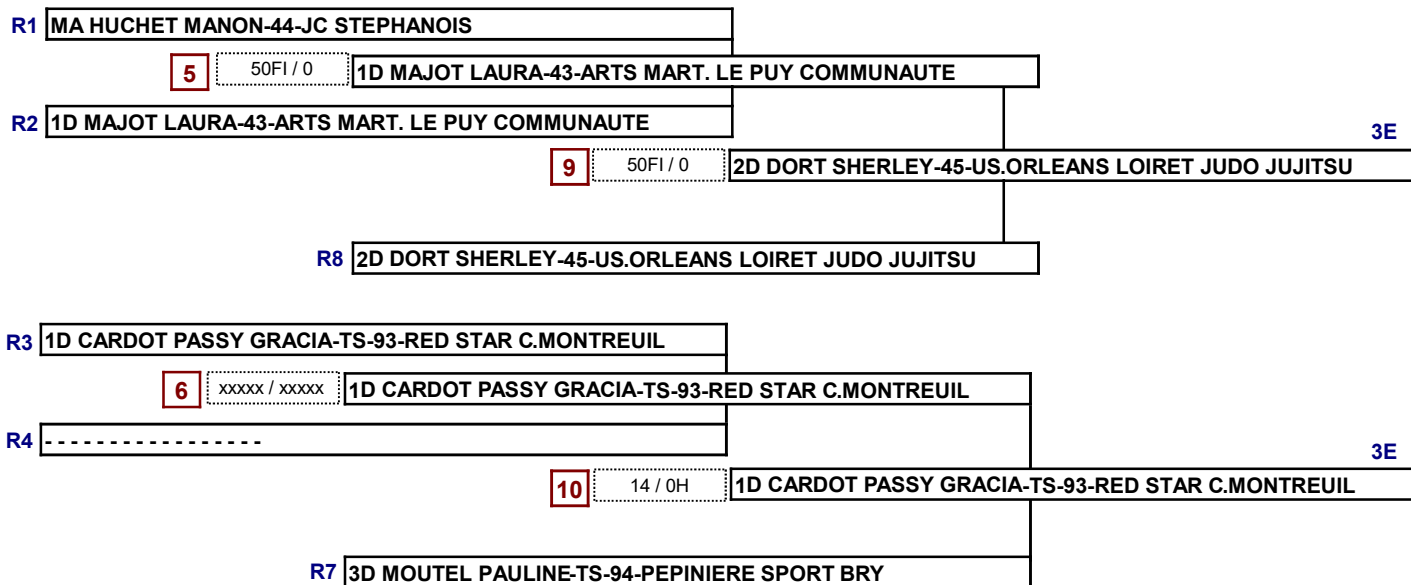 R1 MA HUCHET MANON-44-JC STEPHANOIS
5 50FI / 0 1D MAJOT LAURA-43-ARTS MART. LE PUY COMMUNAUTE
R2 1D MAJOT LAURA-43-ARTS MART. LE PUY COMMUNAUTE
3E
9 50FI / 0 2D DORT SHERLEY-45-US.ORLEANS LOIRET JUDO JUJITSU
R8 2D DORT SHERLEY-45-US.ORLEANS LOIRET JUDO JUJITSU
R3 1D CARDOT PASSY GRACIA-TS-93-RED STAR C.MONTREUIL
6 xxxxx / xxxxx 1D CARDOT PASSY GRACIA-TS-93-RED STAR C.MONTREUIL
R4 - - - - - - - - - - - - - - - - -
3E
10 14 / 0H 1D CARDOT PASSY GRACIA-TS-93-RED STAR C.MONTREUIL
R7 3D MOUTEL PAULINE-TS-94-PEPINIERE SPORT BRY